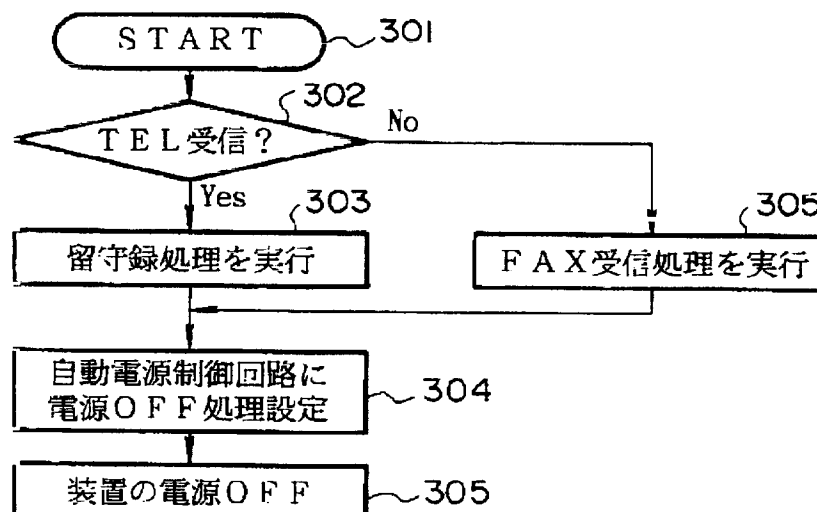 ＳＴＡＲＴ
301
302
ＴＥＬ受信？
No
Yes
303
留守録処理を実行
305
ＦＡＸ受信処理を実行
自動電源制御回路に
電源ＯＦＦ処理設定
304
装置の電源ＯＦＦ
305